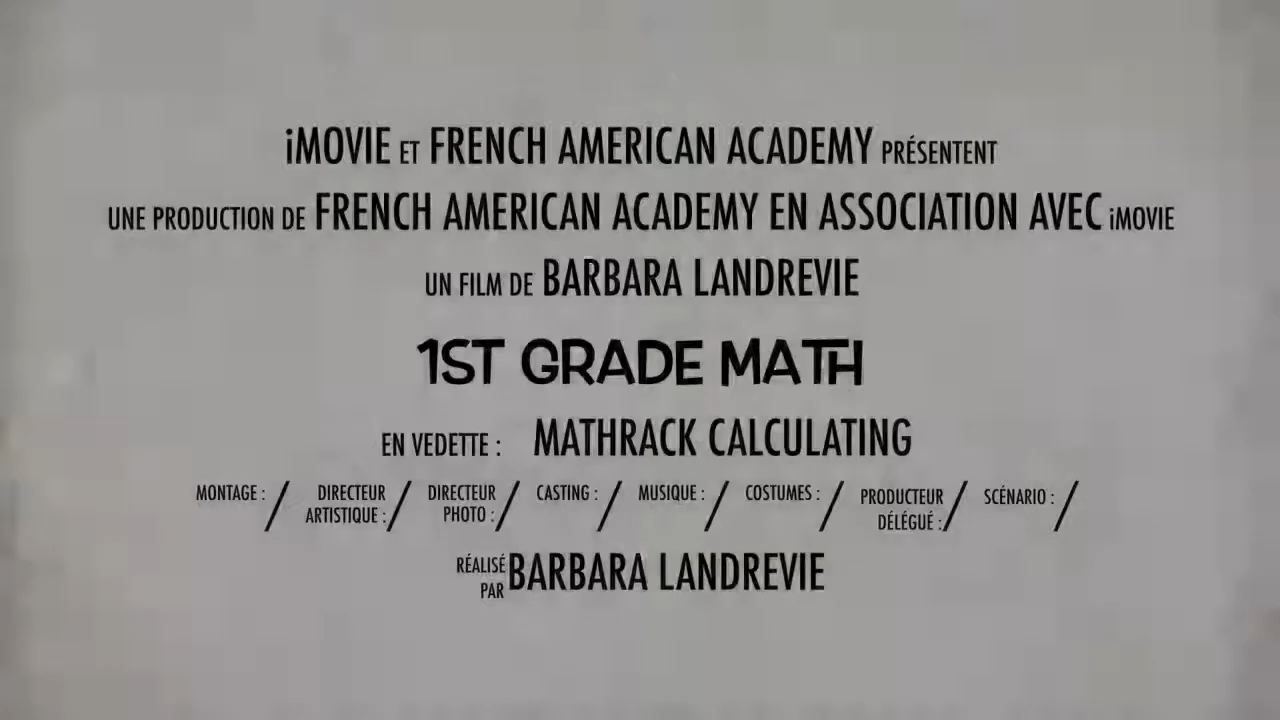 iMOVIE ET FRENCH AMERICAN ACADEMY PRÉSENTENT
UNE PRODUCTION DE FRENCH AMERICAN ACADEMY EN ASSOCIATION AVEC iMOVIE
UN FILM DE BARBARA LANDREVIE
1ST GRADE MATH
EN VEDETTE : MATHRACK CALCULATING
MONTAGE : / DIRECTEUR ARTISTIQUE : / DIRECTEUR PHOTO : / CASTING : / MUSIQUE : / COSTUMES : / PRODUCTEUR DÉLÉGUÉ : / SCÉNARIO : /
RÉALISÉ PAR BARBARA LANDREVIE